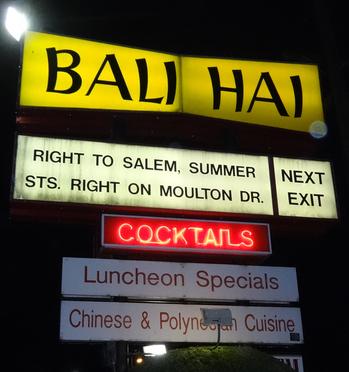 BALI HAI
RIGHT TO SALEM, SUMMER
STS. RIGHT ON MOULTON DR.
NEXT
EXIT
COCKTAILS
Luncheon Specials
Chinese & Polynesian Cuisine